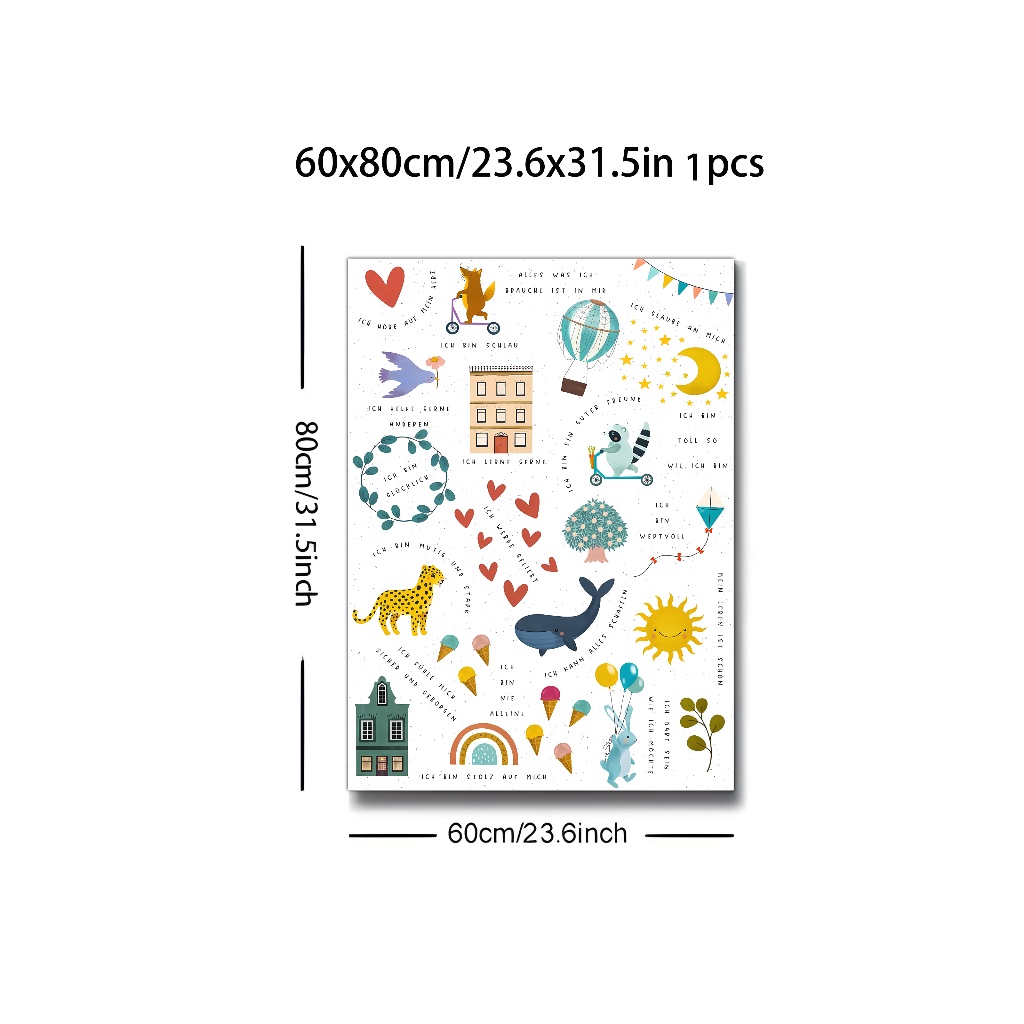 60x80cm/23.6x31.5in 1pcs
80cm/31.5inch
ALLES WAS ICH
BRAUCHE IST IN MIR
ICH HÖRE AUF MEIN HERZ
ICH BIN SCHLAU
ICH GLAUBE AN MICH
ICH HELFE GERNE
ANDEREN
ICH BIN EIN GUTER FREUND
ICH BIN
TOLL SO
WIE ICH BIN
ICH LERNE GERNE
ICH BIN
GLÜCKLICH
ICH WERDE GELIEBT
ICH
BIN
WERTVOLL
ICH BIN MUTIG UND STARK
MEIN LEBEN IST SCHÖN
ICH KANN ALLES SCHAFFEN
ICH FÜHLE MICH
SICHER UND GEBORGEN
ICH
BIN
NIE
ALLEINE
ICH DARF SEIN
WIE ICH MÖCHTE
ICH BIN STOLZ AUF MICH
60cm/23.6inch